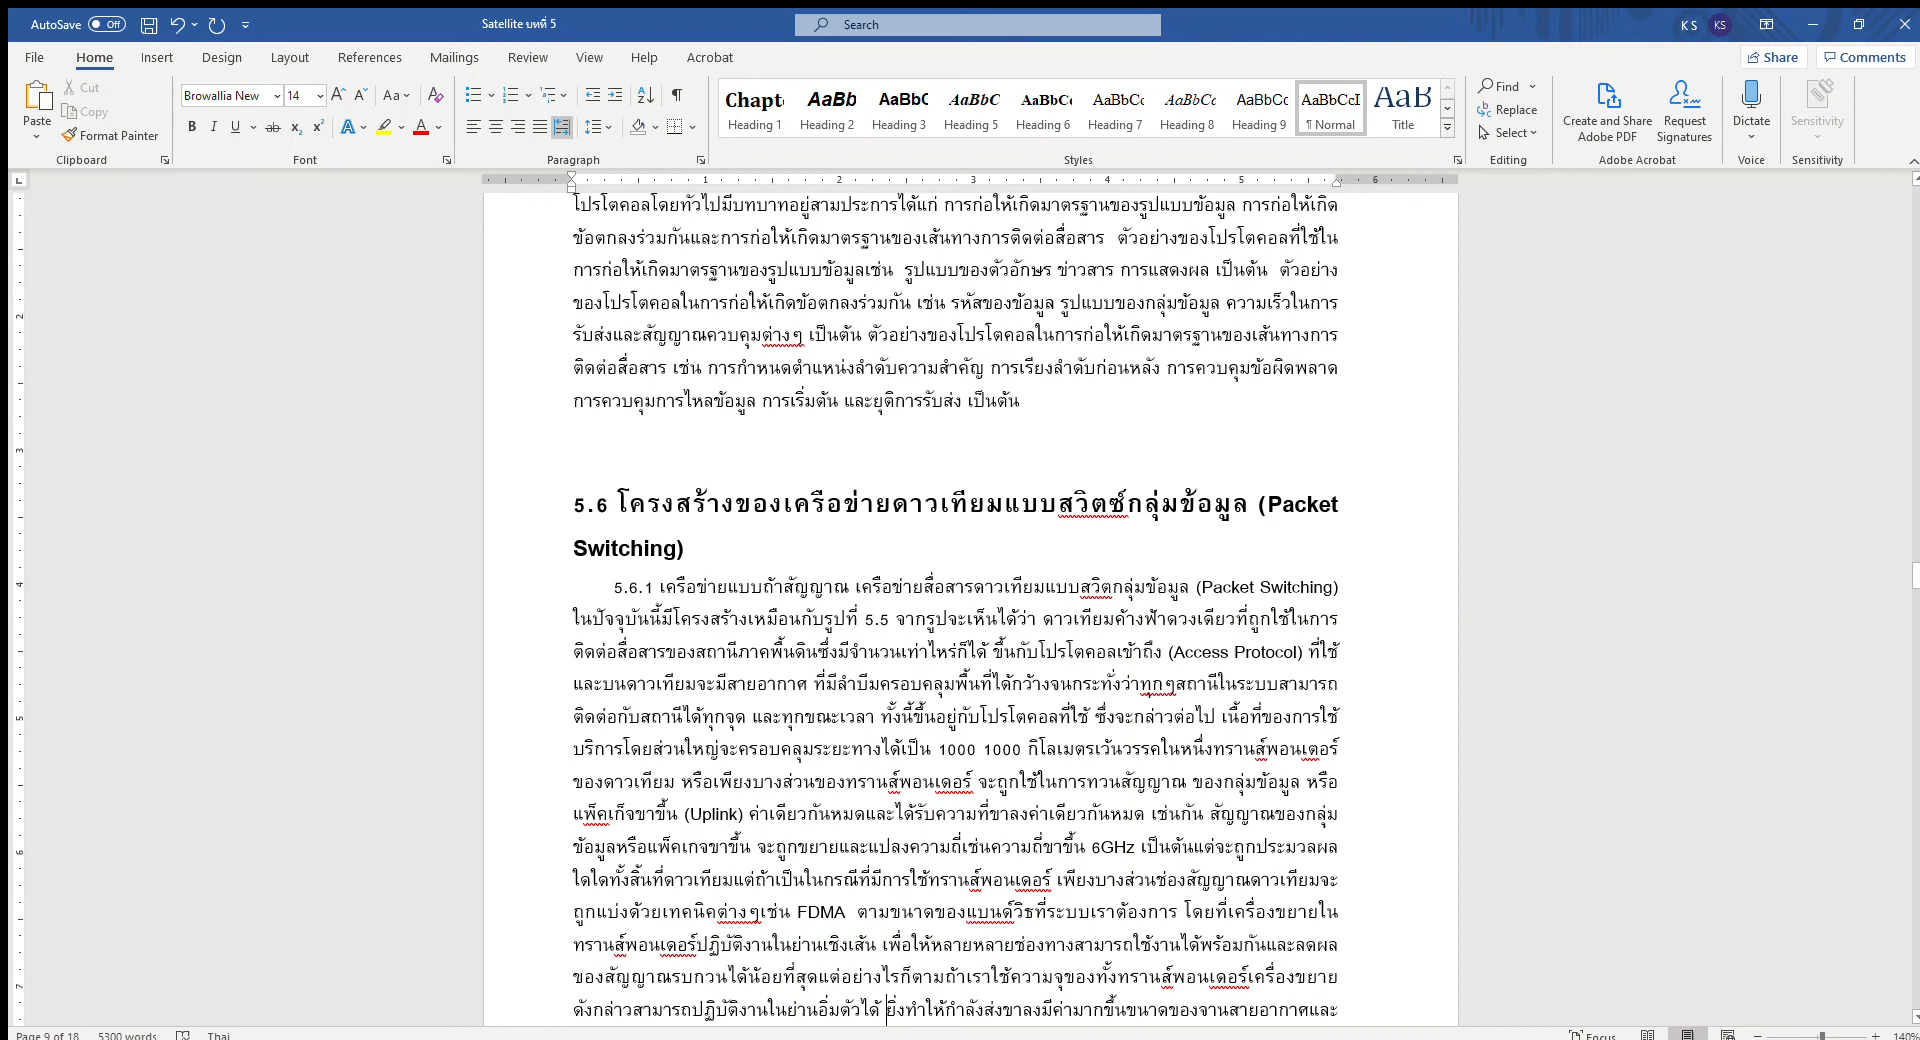 AutoSave Off Satellite บทที่ 5 Search K S KS
File Home Insert Design Layout References Mailings Review View Help Acrobat Share Comments
Paste Cut Copy Format Painter Clipboard
Browallia New 14 Font
Paragraph
Chapt AaBb AaBbC AaBbC AaBbCc AaBbCc AaBbCc AaBbCc AaBbCcI AaB
Heading 1 Heading 2 Heading 3 Heading 5 Heading 6 Heading 7 Heading 8 Heading 9 ¶ Normal Title
Styles
Find Replace Select Editing
Create and Share Adobe PDF Request Signatures Adobe Acrobat
Dictate Voice
Sensitivity Sensitivity
1 2 3 4 5 6
โปรโตคอลโดยทั่วไปมีบทบาทอยู่สามประการได้แก่ การก่อให้เกิดมาตรฐานของรูปแบบข้อมูล การก่อให้เกิด
ข้อตกลงร่วมกันและการก่อให้เกิดมาตรฐานของเส้นทางการติดต่อสื่อสาร ตัวอย่างของโปรโตคอลที่ใช้ใน
การก่อให้เกิดมาตรฐานของรูปแบบข้อมูลเช่น รูปแบบของตัวอักษร ข่าวสาร การแสดงผล เป็นต้น ตัวอย่าง
ของโปรโตคอลในการก่อให้เกิดข้อตกลงร่วมกัน เช่น รหัสของข้อมูล รูปแบบของกลุ่มข้อมูล ความเร็วในการ
รับส่งและสัญญาณควบคุมต่างๆ เป็นต้น ตัวอย่างของโปรโตคอลในการก่อให้เกิดมาตรฐานของเส้นทางการ
ติดต่อสื่อสาร เช่น การกำหนดตำแหน่งลำดับความสำคัญ การเรียงลำดับก่อนหลัง การควบคุมข้อผิดพลาด
การควบคุมการไหลข้อมูล การเริ่มต้น และยุติการรับส่ง เป็นต้น
5.6 โครงสร้างของเครือข่ายดาวเทียมแบบสวิตซ์กลุ่มข้อมูล (Packet
Switching)
5.6.1 เครือข่ายแบบถ้าสัญญาณ เครือข่ายสื่อสารดาวเทียมแบบสวิตกลุ่มข้อมูล (Packet Switching)
ในปัจจุบันนี้มีโครงสร้างเหมือนกับรูปที่ 5.5 จากรูปจะเห็นได้ว่า ดาวเทียมค้างฟ้าดวงเดียวที่ถูกใช้ในการ
ติดต่อสื่อสารของสถานีภาคพื้นดินซึ่งมีจำนวนเท่าไหร่ก็ได้ ขึ้นกับโปรโตคอลเข้าถึง (Access Protocol) ที่ใช้
และบนดาวเทียมจะมีสายอากาศ ที่มีลำบีมครอบคลุมพื้นที่ได้กว้างจนกระทั่งว่าทุกๆสถานีในระบบสามารถ
ติดต่อกับสถานีได้ทุกจุด และทุกขณะเวลา ทั้งนี้ขึ้นอยู่กับโปรโตคอลที่ใช้ ซึ่งจะกล่าวต่อไป เนื้อที่ของการใช้
บริการโดยส่วนใหญ่จะครอบคลุมระยะทางได้เป็น 1000 1000 กิโลเมตรเว้นวรรคในหนึ่งทรานส์พอนเตอร์
ของดาวเทียม หรือเพียงบางส่วนของทรานส์พอนเดอร์ จะถูกใช้ในการทวนสัญญาณ ของกลุ่มข้อมูล หรือ
แพ็คเก็จขาขึ้น (Uplink) ค่าเดียวกันหมดและได้รับความที่ขาลงค่าเดียวกันหมด เช่นกัน สัญญาณของกลุ่ม
ข้อมูลหรือแพ็คเกจขาขึ้น จะถูกขยายและแปลงความถี่เช่นความถี่ขาขึ้น 6GHz เป็นต้นแต่จะถูกประมวลผล
ใดใดทั้งสิ้นที่ดาวเทียมแต่ถ้าเป็นในกรณีที่มีการใช้ทรานส์พอนเดอร์ เพียงบางส่วนช่องสัญญาณดาวเทียมจะ
ถูกแบ่งด้วยเทคนิคต่างๆเช่น FDMA ตามขนาดของแบนด์วิธที่ระบบเราต้องการ โดยที่เครื่องขยายใน
ทรานส์พอนเดอร์ปฏิบัติงานในย่านเชิงเส้น เพื่อให้หลายหลายช่องทางสามารถใช้งานได้พร้อมกันและลดผล
ของสัญญาณรบกวนได้น้อยที่สุดแต่อย่างไรก็ตามถ้าเราใช้ความจุของทั้งทรานส์พอนเดอร์เครื่องขยาย
ดังกล่าวสามารถปฏิบัติงานในย่านอิ่มตัวได้ ยิ่งทำให้กำลังส่งขาลงมีค่ามากขึ้นขนาดของจานสายอากาศและ
Page 9 of 18 5300 words Thai Focus 140%